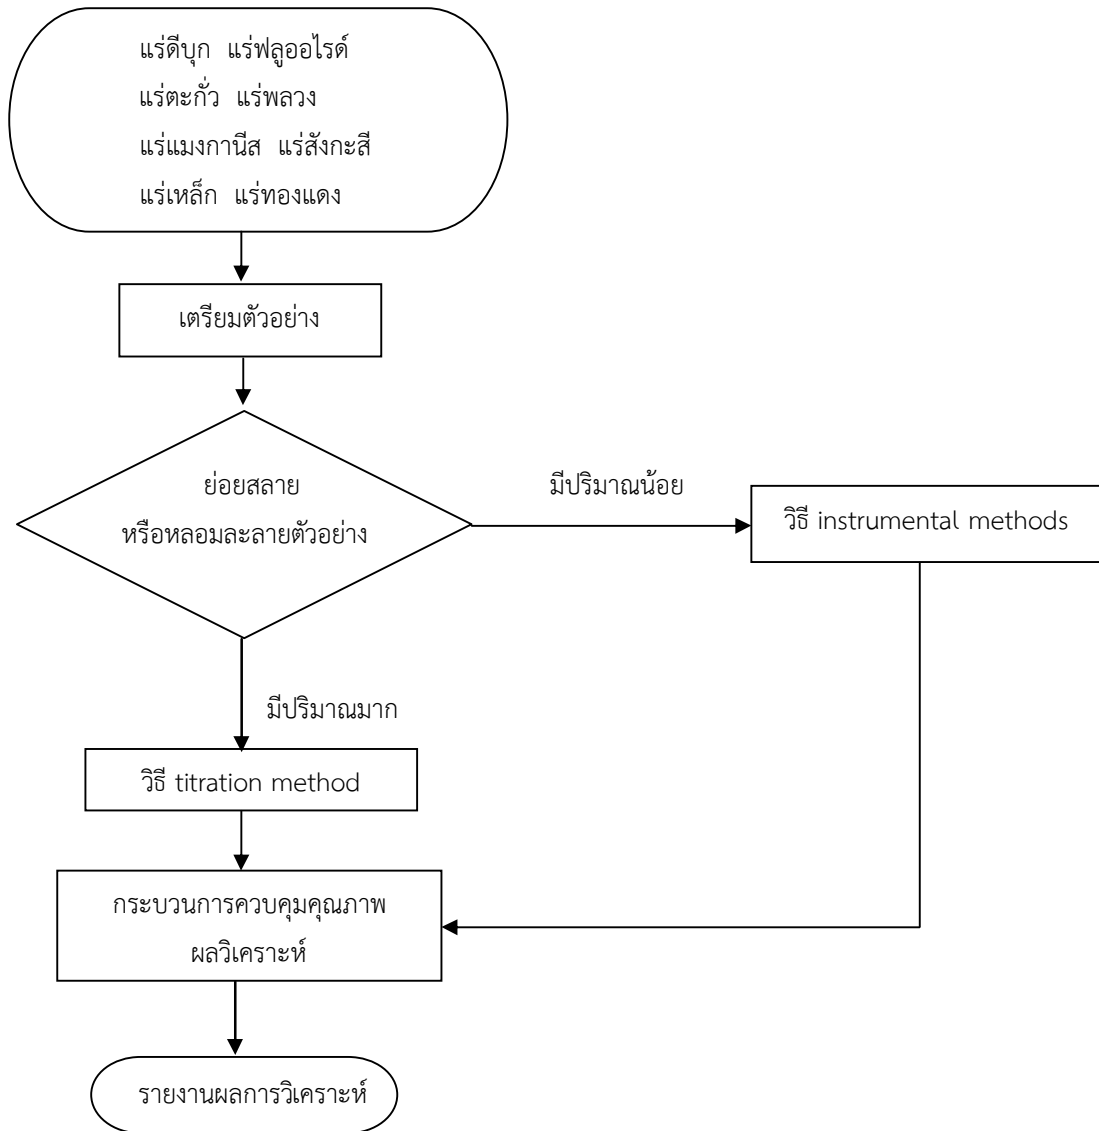 แร่ดีบุก แร่ฟลูออไรด์
แร่ตะกั่ว แร่พลวง
แร่แมงกานีส แร่สังกะสี
แร่เหล็ก แร่ทองแดง
เตรียมตัวอย่าง
ย่อยสลาย
หรือหลอมละลายตัวอย่าง
มีปริมาณน้อย
วิธี instrumental methods
มีปริมาณมาก
วิธี titration method
กระบวนการควบคุมคุณภาพ
ผลวิเคราะห์
รายงานผลการวิเคราะห์